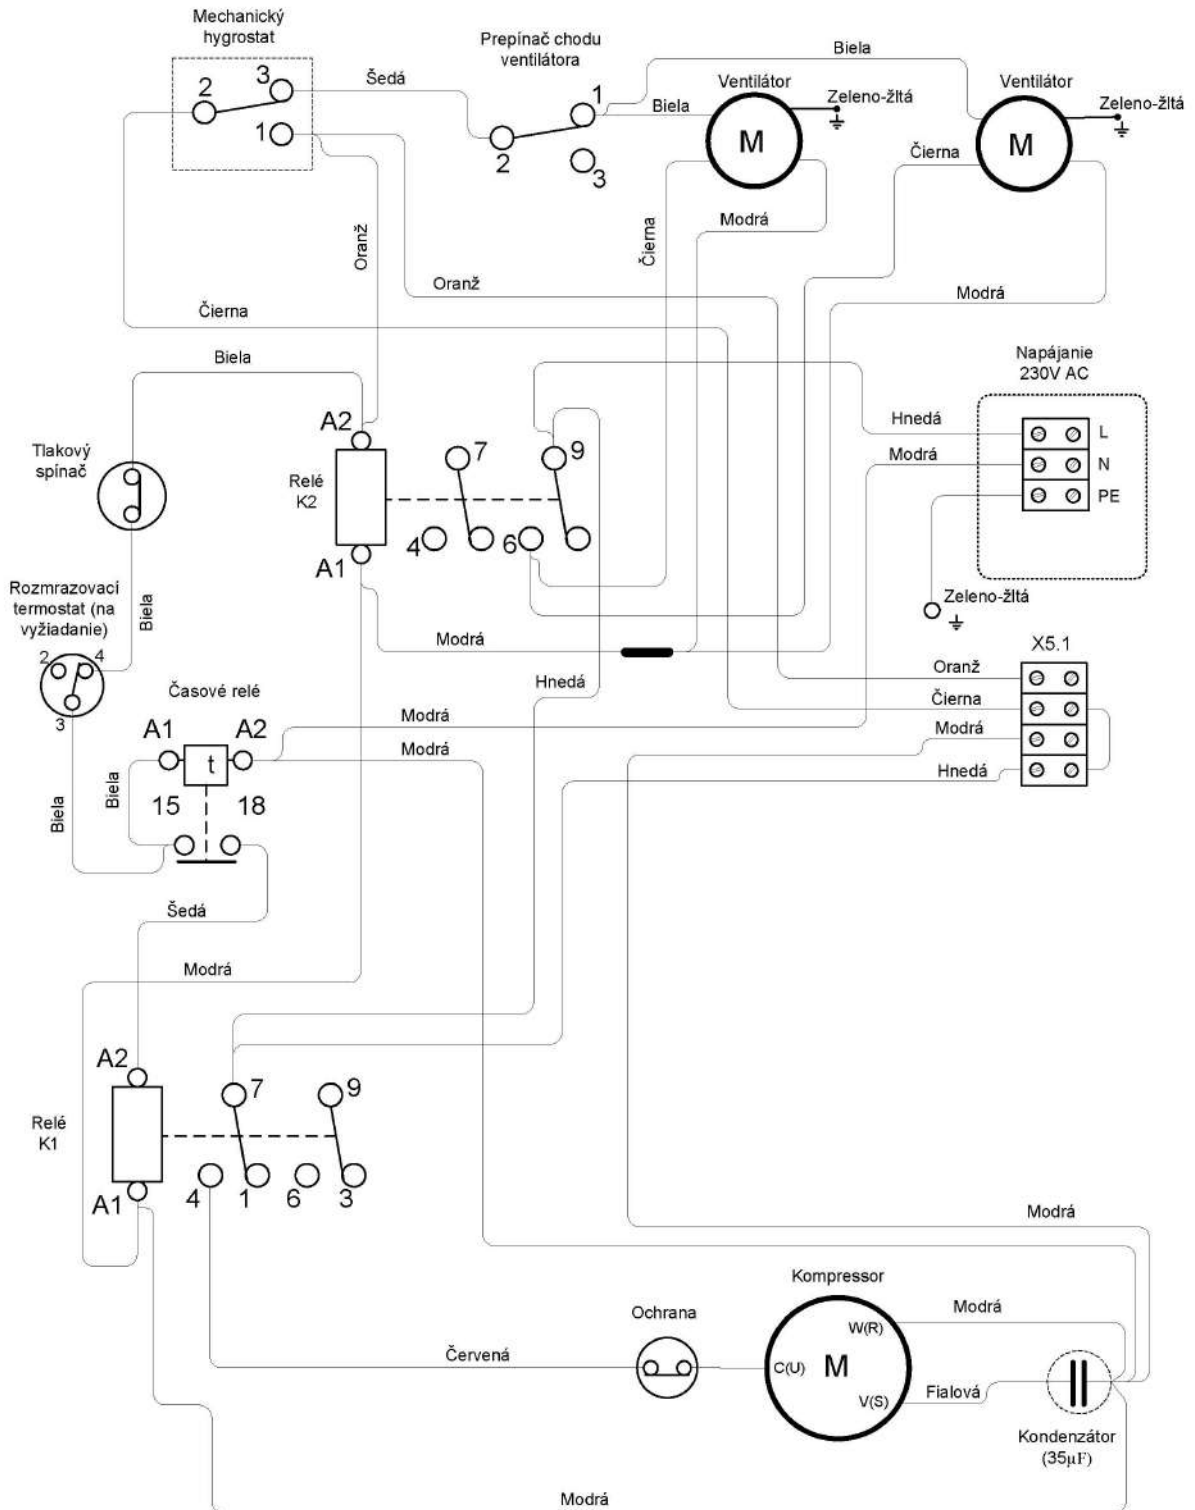 Mechanický
hygrostat
Prepínač chodu
ventilátora
Biela
3
2
1
Šedá
1
2
3
Biela
Ventilátor
M
Zeleno-žltá
Ventilátor
M
Zeleno-žltá
Čierna
Modrá
Čierna
Oranž
Oranž
Modrá
Čierna
Biela
Napájanie
230V AC
Hnedá
L
Modrá
N
PE
Zeleno-žltá
A2
Tlakový
spínač
Relé
K2
7
9
4
6
A1
Rozmrazovací
termostat (na
vyžiadanie)
Biela
2
4
3
Modrá
Hnedá
X5.1
Oranž
Čierna
Modrá
Hnedá
Časové relé
A1
A2
t
Modrá
Modrá
Biela
15
18
Biela
Šedá
Modrá
A2
7
9
Relé
K1
4
1
6
3
A1
Modrá
Kompressor
Ochrana
Modrá
W(R)
Červená
C(U)
M
V(S)
Fialová
Kondenzátor
(35µF)
Modrá